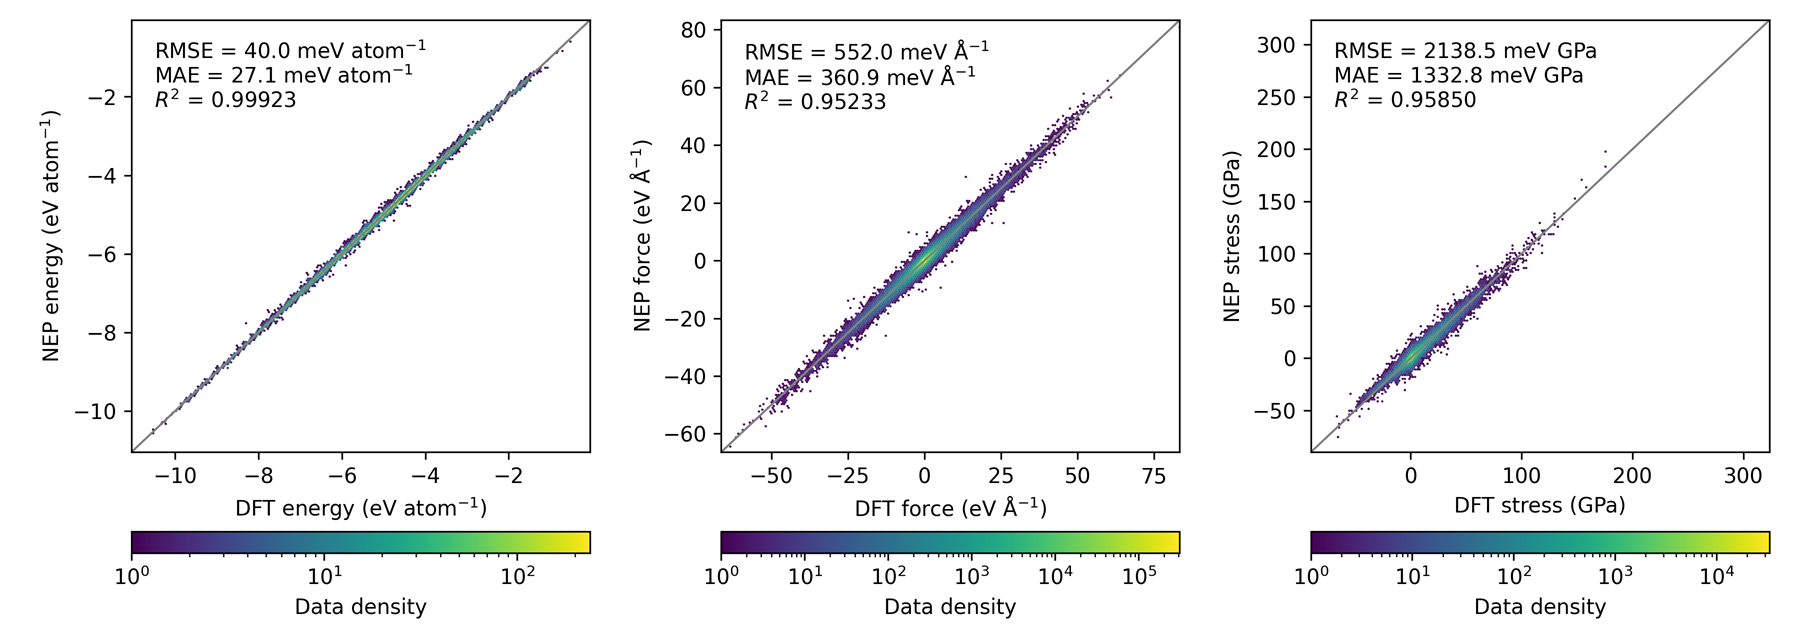 RMSE = 40.0 meV atom⁻¹
MAE = 27.1 meV atom⁻¹
R² = 0.99923
NEP energy (eV atom⁻¹)
−2
−4
−6
−8
−10
−10 −8 −6 −4 −2
DFT energy (eV atom⁻¹)
10⁰ 10¹ 10²
Data density
RMSE = 552.0 meV Å⁻¹
MAE = 360.9 meV Å⁻¹
R² = 0.95233
NEP force (eV Å⁻¹)
80
60
40
20
0
−20
−40
−60
−50 −25 0 25 50 75
DFT force (eV Å⁻¹)
10⁰ 10¹ 10² 10³ 10⁴ 10⁵
Data density
RMSE = 2138.5 meV GPa
MAE = 1332.8 meV GPa
R² = 0.95850
NEP stress (GPa)
300
250
200
150
100
50
0
−50
0 100 200 300
DFT stress (GPa)
10⁰ 10¹ 10² 10³ 10⁴
Data density